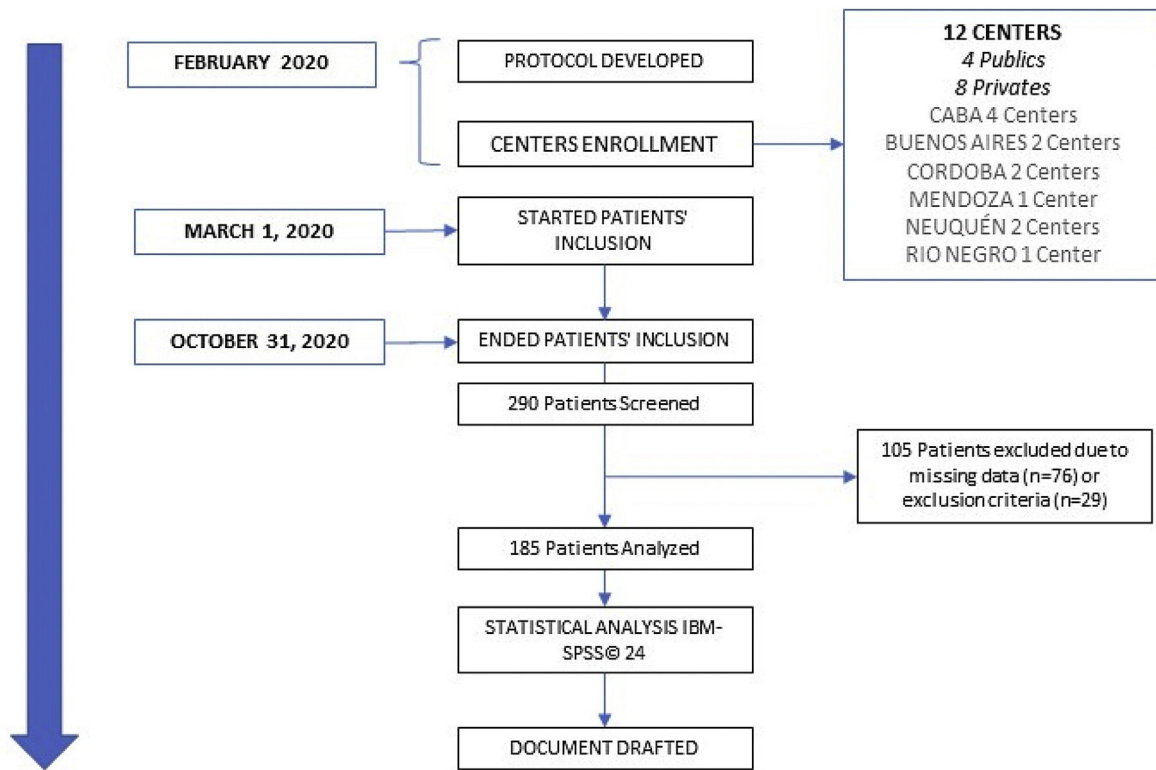 FEBRUARY 2020
PROTOCOL DEVELOPED
CENTERS ENROLLMENT
12 CENTERS
4 Publics
8 Privates
CABA 4 Centers
BUENOS AIRES 2 Centers
CORDOBA 2 Centers
MENDOZA 1 Center
NEUQUÉN 2 Centers
RIO NEGRO 1 Center
MARCH 1, 2020
STARTED PATIENTS'
INCLUSION
OCTOBER 31, 2020
ENDED PATIENTS' INCLUSION
290 Patients Screened
105 Patients excluded due to
missing data (n=76) or
exclusion criteria (n=29)
185 Patients Analyzed
STATISTICAL ANALYSIS IBM-
SPSS© 24
DOCUMENT DRAFTED